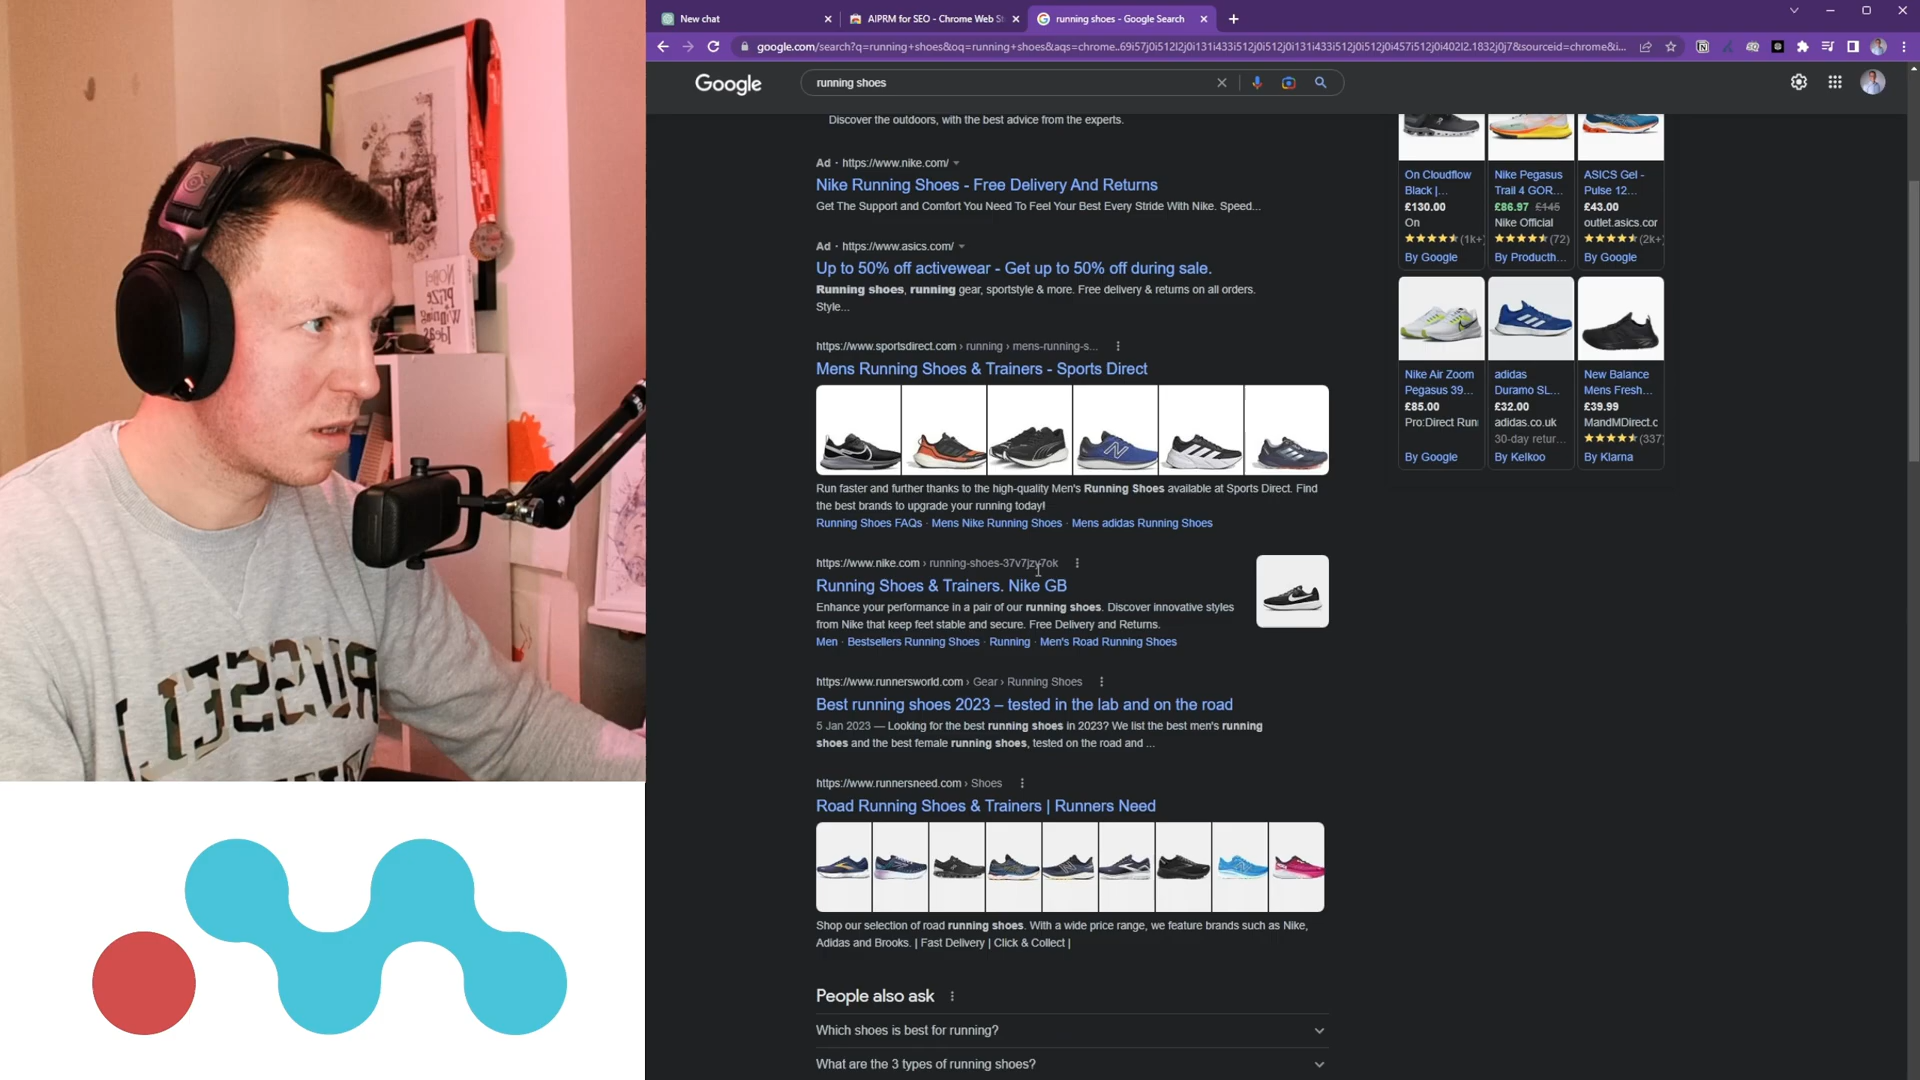 New chat
AIPRM for SEO - Chrome Web St
running shoes - Google Search
google.com/search?q=running+shoes&oq=running+shoes&aqs=chrome..69i57j0i512l2j0i131i433i512j0i512j0i131i433i512j0i512j0i457i512j0i402l2.1832j0j7&sourceid=chrome&i...
Google
running shoes
Discover the outdoors, with the best advice from the experts.
Ad · https://www.nike.com/
Nike Running Shoes - Free Delivery And Returns
Get The Support and Comfort You Need To Feel Your Best Every Stride With Nike. Speed...
Ad · https://www.asics.com/
Up to 50% off activewear - Get up to 50% off during sale.
Running shoes, running gear, sportstyle & more. Free delivery & returns on all orders.
Style...
https://www.sportsdirect.com › running › mens-running-s...
Mens Running Shoes & Trainers - Sports Direct
Run faster and further thanks to the high-quality Men's Running Shoes available at Sports Direct. Find
the best brands to upgrade your running today!
Running Shoes FAQs · Mens Nike Running Shoes · Mens adidas Running Shoes
https://www.nike.com › running-shoes-37v7jzy7ok
Running Shoes & Trainers. Nike GB
Enhance your performance in a pair of our running shoes. Discover innovative styles
from Nike that keep feet stable and secure. Free Delivery and Returns.
Men · Bestsellers Running Shoes · Running · Men's Road Running Shoes
https://www.runnersworld.com › Gear › Running Shoes
Best running shoes 2023 – tested in the lab and on the road
5 Jan 2023 — Looking for the best running shoes in 2023? We list the best men's running
shoes and the best female running shoes, tested on the road and ...
https://www.runnersneed.com › Shoes
Road Running Shoes & Trainers | Runners Need
Shop our selection of road running shoes. With a wide price range, we feature brands such as Nike,
Adidas and Brooks. | Fast Delivery | Click & Collect |
People also ask
Which shoes is best for running?
What are the 3 types of running shoes?
On Cloudflow
Black |...
£130.00
On
(1k+)
By Google
Nike Pegasus
Trail 4 GOR...
£86.97 £145
Nike Official
(72)
By Producth...
ASICS Gel -
Pulse 12...
£43.00
outlet.asics.cor
(2k+)
By Google
Nike Air Zoom
Pegasus 39...
£85.00
Pro:Direct Run
By Google
adidas
Duramo SL...
£32.00
adidas.co.uk
30-day retur...
By Kelkoo
New Balance
Mens Fresh...
£39.99
MandMDirect.c
(337)
By Klarna
Nobel
Prize
Winning
Ideas
RUSSELL